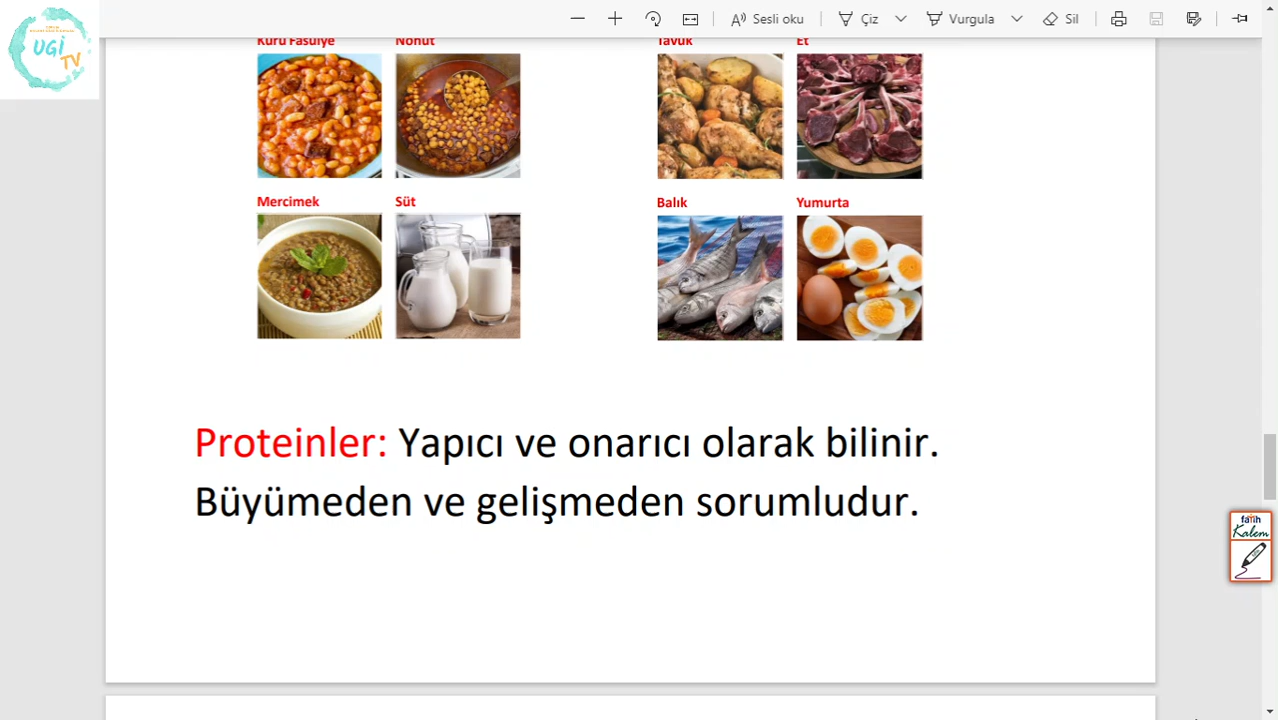 UGİ
TV
Sesli oku
Çiz
Vurgula
Sil
Kuru Fasulye
Nohut
Tavuk
Et
Mercimek
Süt
Balık
Yumurta
Proteinler: Yapıcı ve onarıcı olarak bilinir.
Büyümeden ve gelişmeden sorumludur.
fatih
Kalem